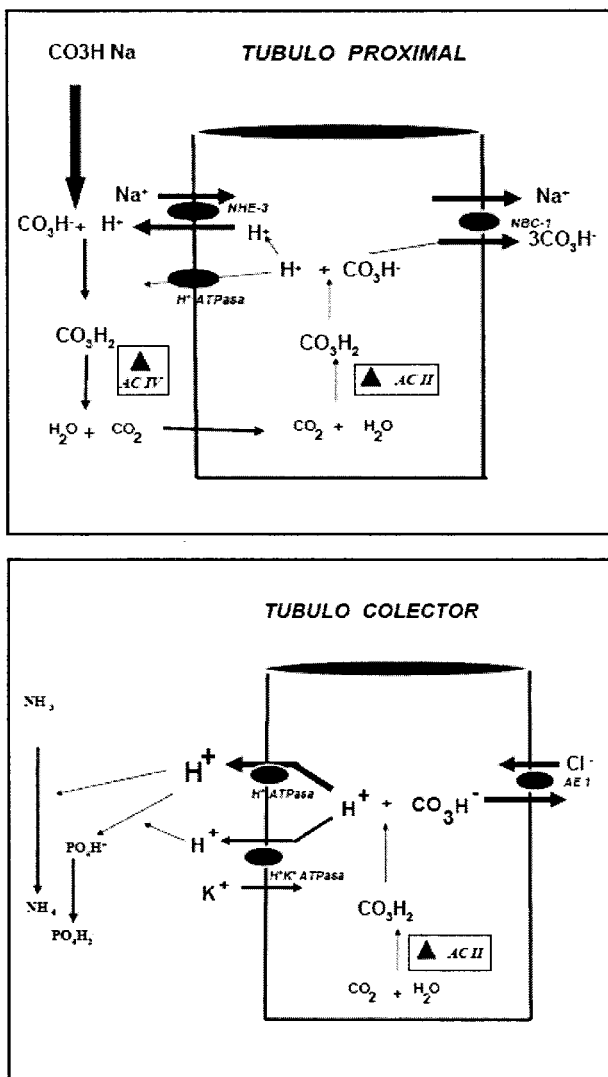 CO3H Na
TUBULO PROXIMAL
Na⁺
NHE-3
Na⁺
CO₃H⁻ + H⁺
H⁺
NBC-1
3CO₃H⁻
H⁺ + CO₃H⁻
H⁺ ATPasa
CO₃H₂
AC IV
CO₃H₂
AC II
H₂O + CO₂
CO₂ + H₂O
TUBULO COLECTOR
NH₃
H⁺
Cl⁻
H⁺ ATPasa
AE 1
H⁺ + CO₃H⁻
PO₄H⁼
H⁺
H⁺K⁺ ATPasa
K⁺
NH₄
CO₃H₂
PO₄H₂
AC II
CO₂ + H₂O